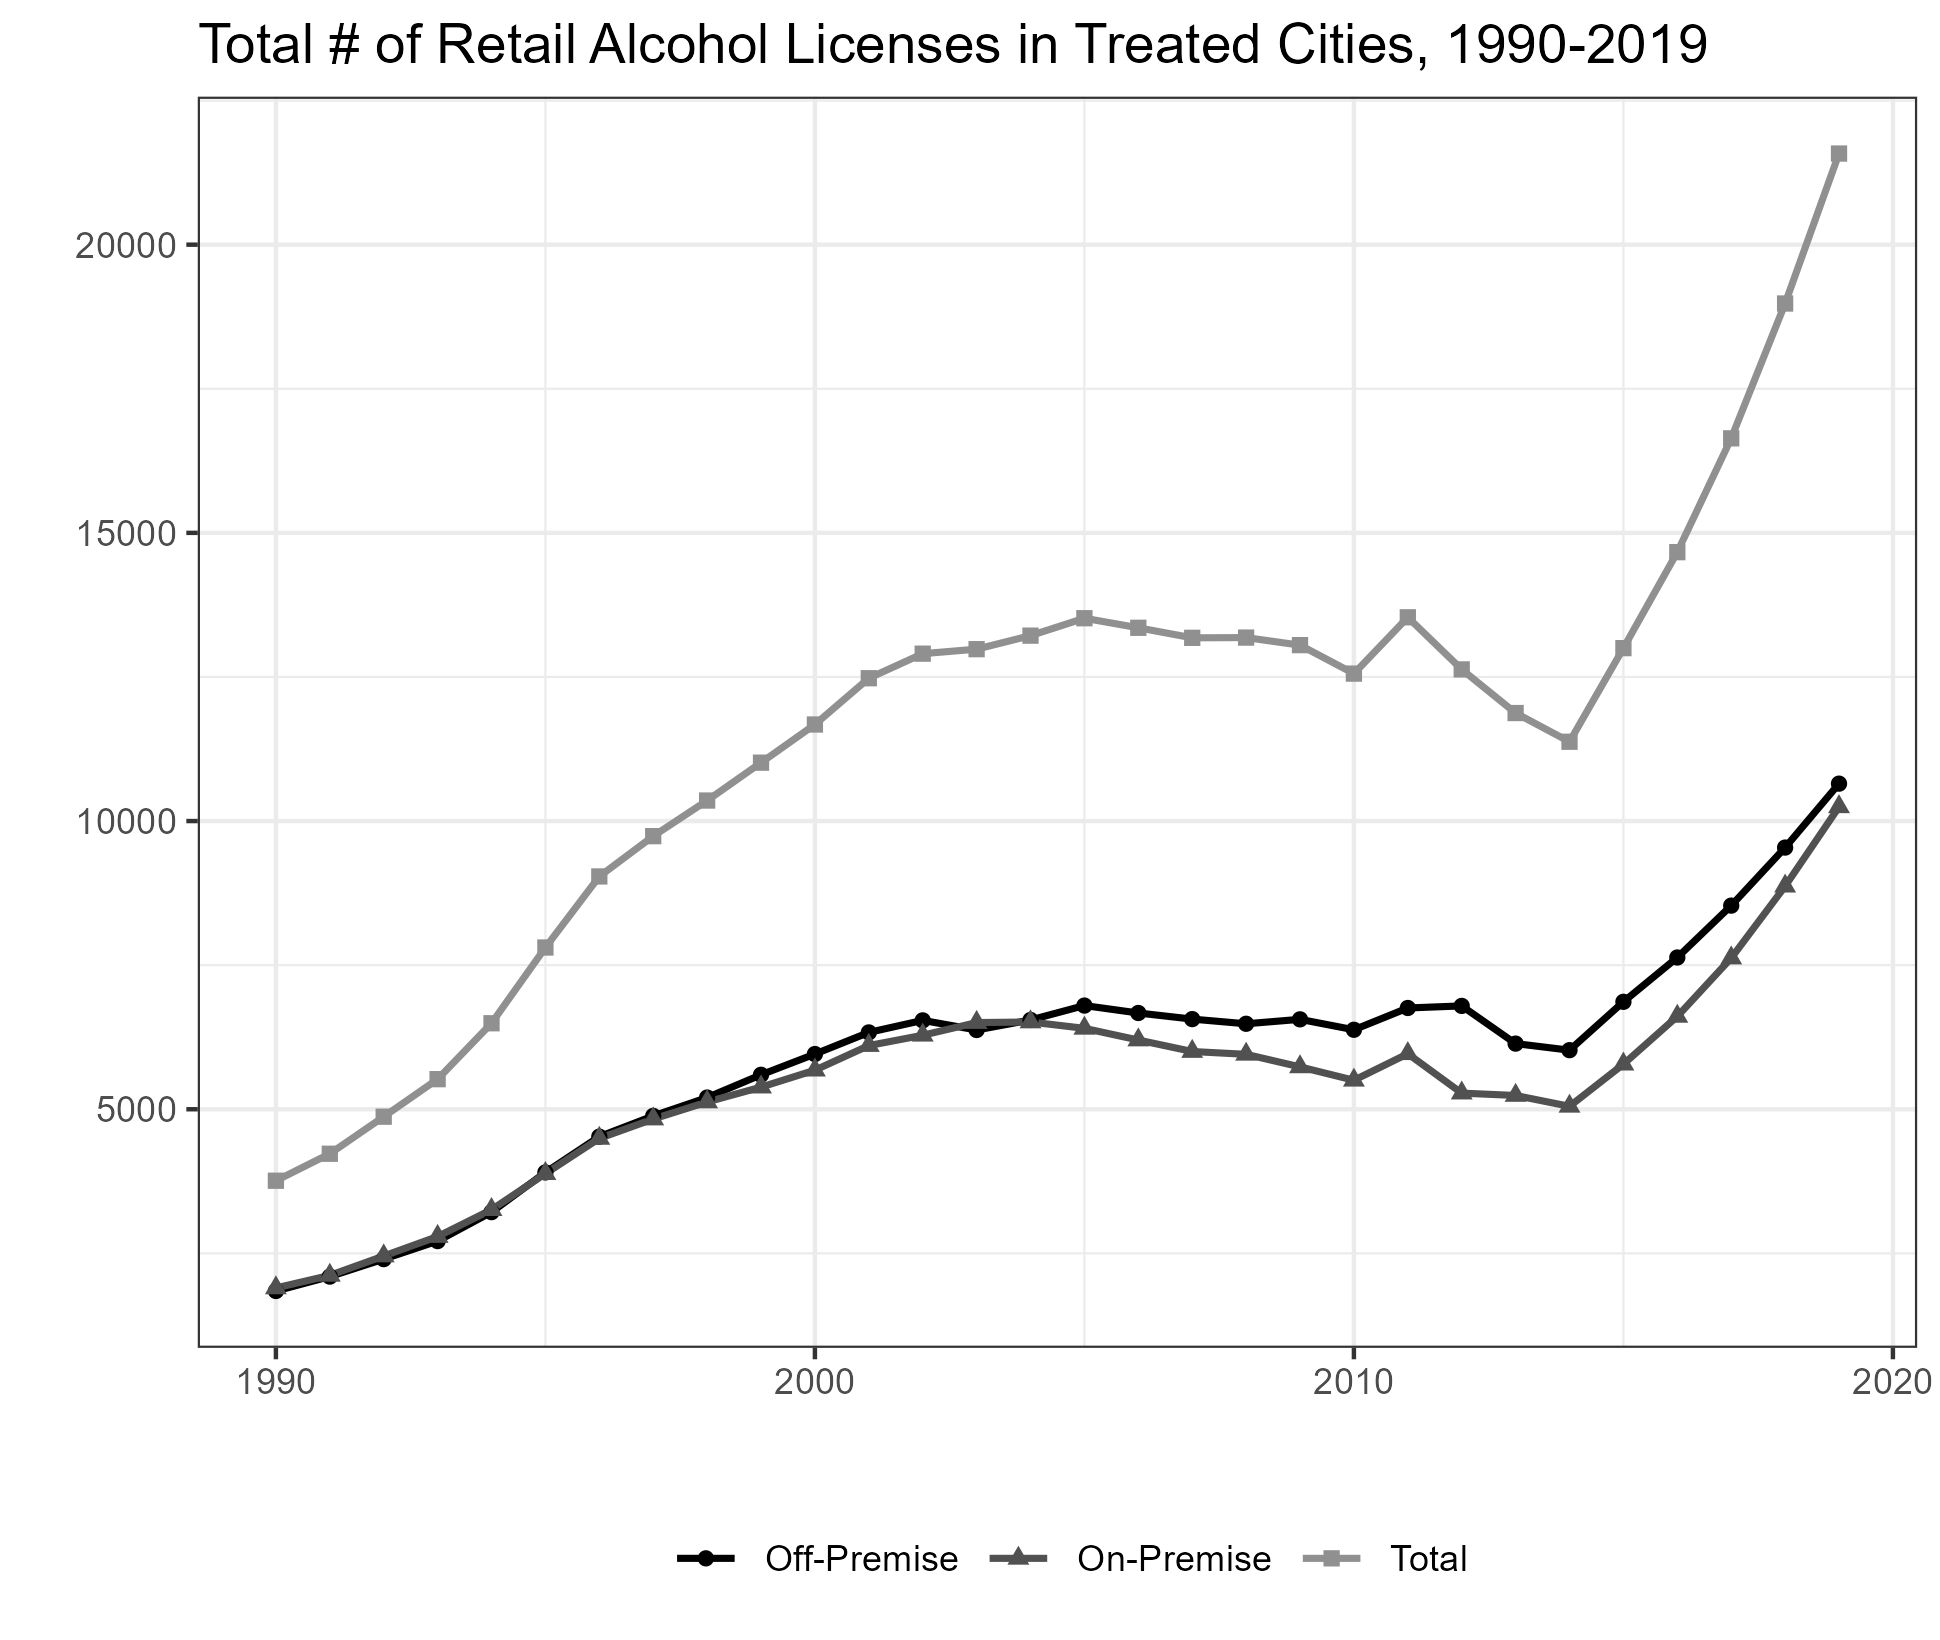 Total # of Retail Alcohol Licenses in Treated Cities, 1990-2019
20000
15000
10000
5000
1990 2000 2010 2020
Off-Premise On-Premise Total